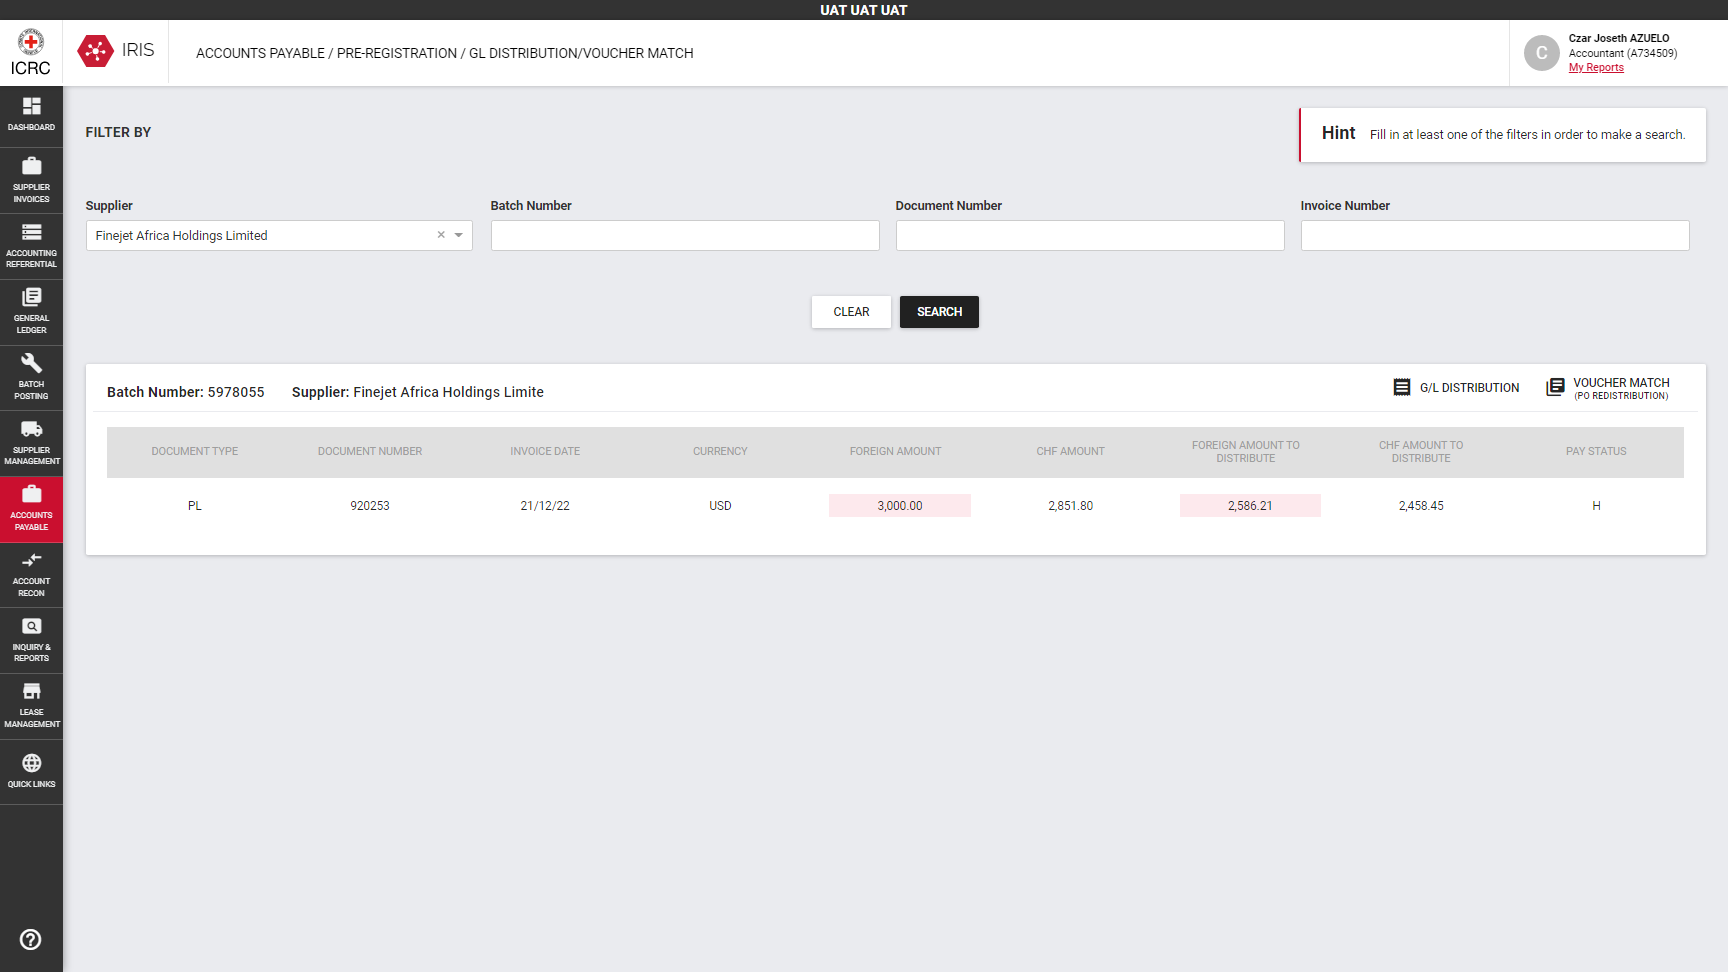 UAT UAT UAT
ICRC
IRIS
ACCOUNTS PAYABLE / PRE-REGISTRATION / GL DISTRIBUTION/VOUCHER MATCH
C
Czar Joseth AZUELO
Accountant (A734509)
My Reports
DASHBOARD
SUPPLIER
INVOICES
ACCOUNTING
REFERENTIAL
GENERAL
LEDGER
BATCH
POSTING
SUPPLIER
MANAGEMENT
ACCOUNTS
PAYABLE
ACCOUNT
RECON
INQUIRY &
REPORTS
LEASE
MANAGEMENT
QUICK LINKS
FILTER BY
Hint Fill in at least one of the filters in order to make a search.
Supplier Batch Number Document Number Invoice Number
Finejet Africa Holdings Limited
CLEAR SEARCH
Batch Number: 5978055 Supplier: Finejet Africa Holdings Limite
G/L DISTRIBUTION
VOUCHER MATCH
(PO REDISTRIBUTION)
DOCUMENT TYPE DOCUMENT NUMBER INVOICE DATE CURRENCY FOREIGN AMOUNT CHF AMOUNT FOREIGN AMOUNT TO DISTRIBUTE CHF AMOUNT TO DISTRIBUTE PAY STATUS
PL 920253 21/12/22 USD 3,000.00 2,851.80 2,586.21 2,458.45 H